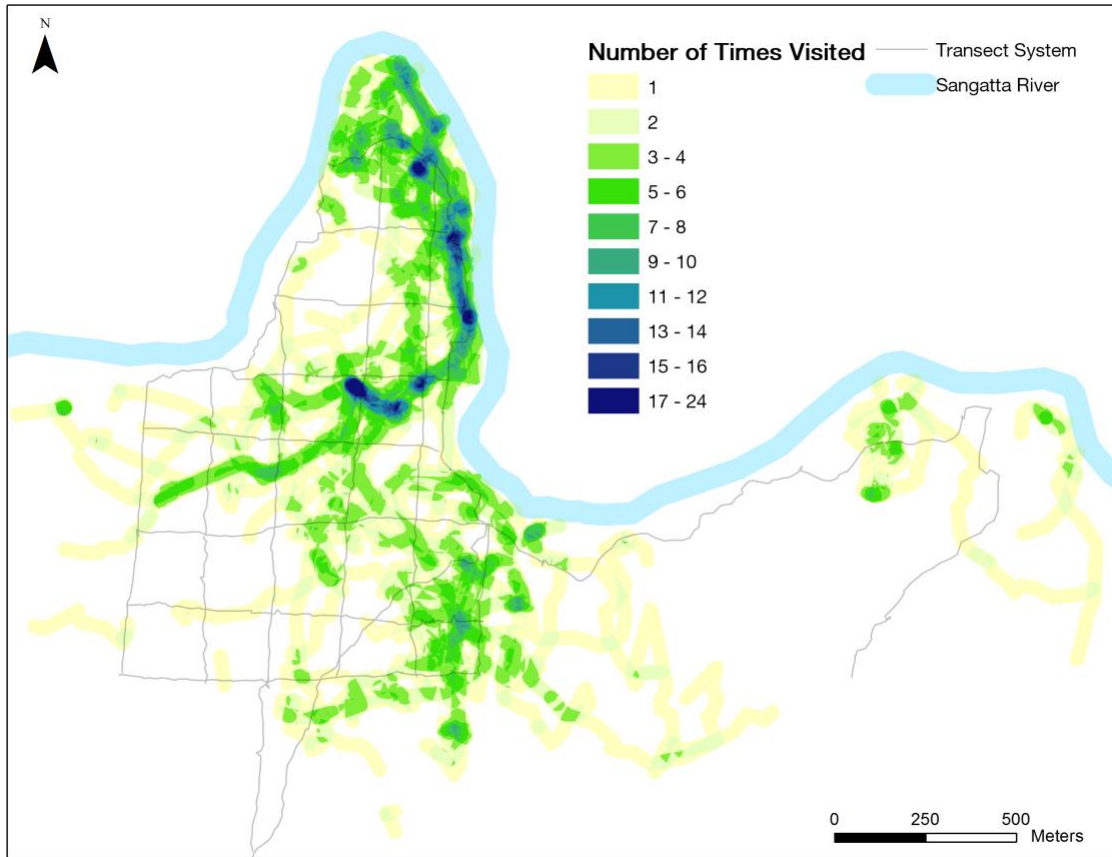 N
Number of Times Visited
1
2
3 - 4
5 - 6
7 - 8
9 - 10
11 - 12
13 - 14
15 - 16
17 - 24
Transect System
Sangatta River
0 250 500
Meters